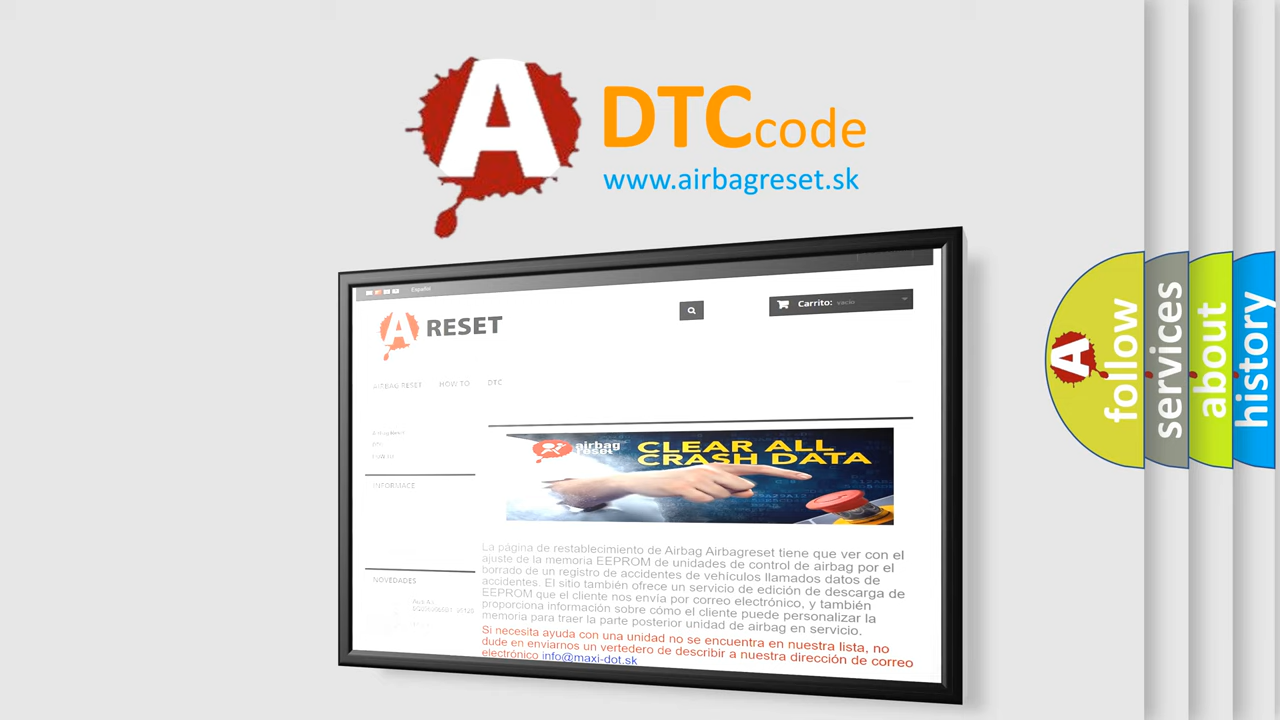 A
DTCcode
www.airbagreset.sk
Español
A RESET
Carrito: vacío
AIRBAG RESET HOW TO DTC
INFORMACE
airbag
reset
CLEAR ALL
CRASH DATA
La página de restablecimiento de Airbag Airbagreset tiene que ver con el
ajuste de la memoria EEPROM de unidades de control de airbag por el
borrado de un registro de accidentes de vehículos llamados datos de
accidentes. El sitio también ofrece un servicio de edición de descarga de
EEPROM que el cliente nos envía por correo electrónico, y también
proporciona información sobre cómo el cliente puede personalizar la
memoria para traer la parte posterior unidad de airbag en servicio.
Si necesita ayuda con una unidad no se encuentra en nuestra lista, no
dude en enviarnos un vertedero de describir a nuestra dirección de correo
electrónico info@maxi-dot.sk
NOVEDADES
A follow
services
about
history